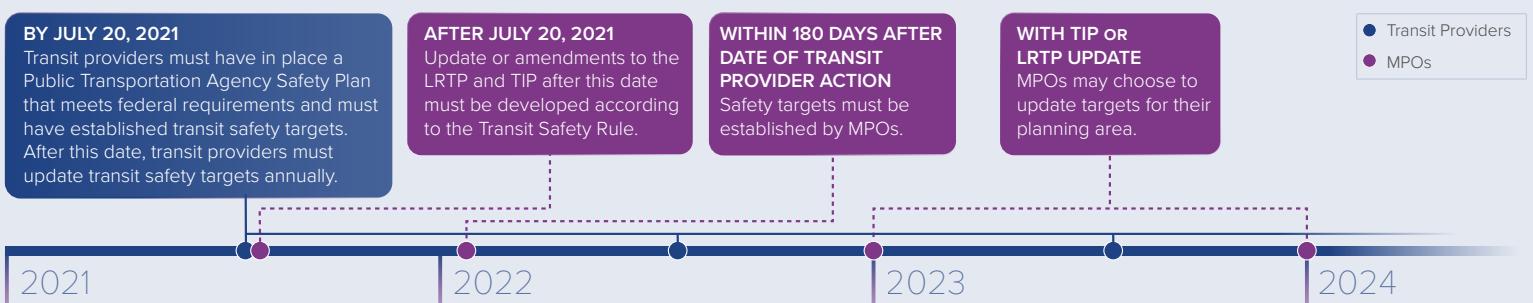 BY JULY 20, 2021
Transit providers must have in place a
Public Transportation Agency Safety Plan
that meets federal requirements and must
have established transit safety targets.
After this date, transit providers must
update transit safety targets annually.
AFTER JULY 20, 2021
Update or amendments to the
LRTP and TIP after this date
must be developed according
to the Transit Safety Rule.
WITHIN 180 DAYS AFTER
DATE OF TRANSIT
PROVIDER ACTION
Safety targets must be
established by MPOs.
WITH TIP OR
LRTP UPDATE
MPOs may choose to
update targets for their
planning area.
Transit Providers
MPOs
2021
2022
2023
2024